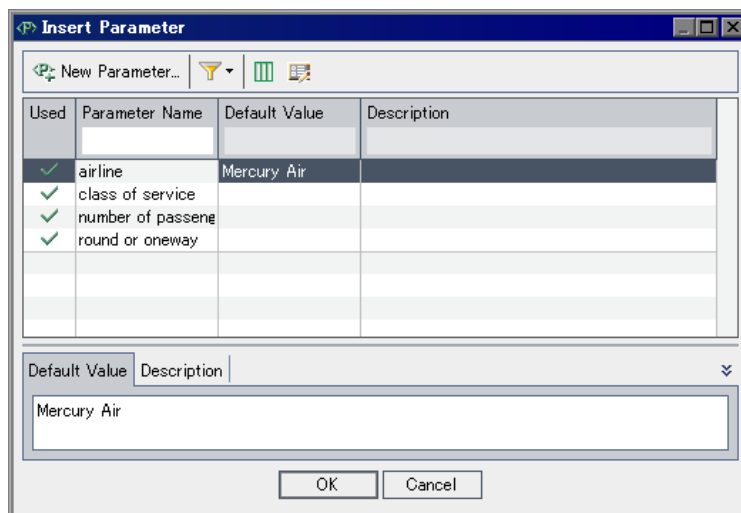 Insert Parameter
New Parameter...
Used Parameter Name Default Value Description
airline Mercury Air
class of service
number of passeng
round or oneway
Default Value Description
Mercury Air
OK Cancel